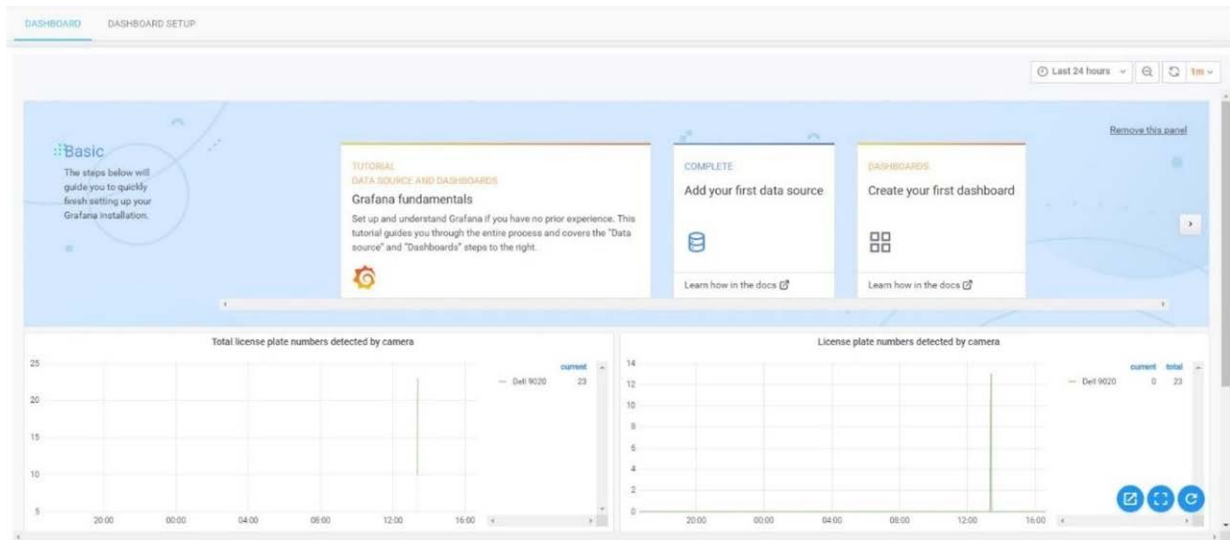 DASHBOARD
DASHBOARD SETUP
Last 24 hours
1m
Remove this panel
Basic
The steps below will
guide you to quickly
finish setting up your
Grafana installation.
TUTORIAL
DATA SOURCE AND DASHBOARDS
Grafana fundamentals
Set up and understand Grafana if you have no prior experience. This
tutorial guides you through the entire process and covers the "Data
source" and "Dashboards" steps to the right.
COMPLETE
Add your first data source
Learn how in the docs
DASHBOARDS
Create your first dashboard
Learn how in the docs
Total license plate numbers detected by camera
25
20
15
10
5
20:00 00:00 04:00 08:00 12:00 16:00
current
Dell 9020 23
License plate numbers detected by camera
14
12
10
8
6
4
2
0
20:00 00:00 04:00 08:00 12:00 16:00
current total
Dell 9020 0 23